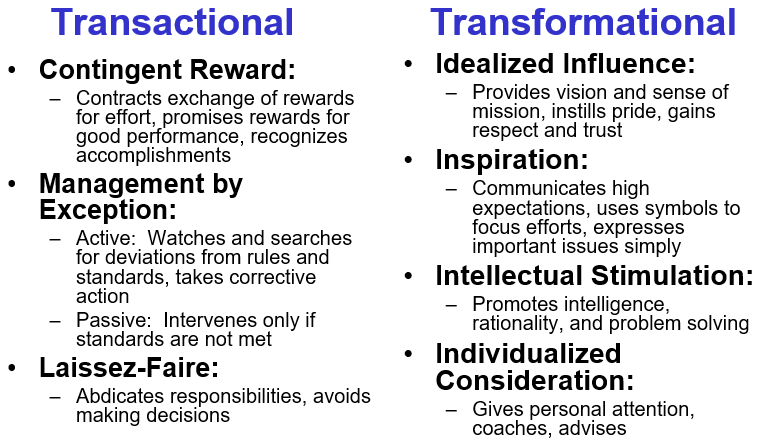 Transactional
• Contingent Reward:
– Contracts exchange of rewards
for effort, promises rewards for
good performance, recognizes
accomplishments
• Management by
Exception:
– Active: Watches and searches
for deviations from rules and
standards, takes corrective
action
– Passive: Intervenes only if
standards are not met
• Laissez-Faire:
– Abdicates responsibilities, avoids
making decisions
Transformational
• Idealized Influence:
– Provides vision and sense of
mission, instills pride, gains
respect and trust
• Inspiration:
– Communicates high
expectations, uses symbols to
focus efforts, expresses
important issues simply
• Intellectual Stimulation:
– Promotes intelligence,
rationality, and problem solving
• Individualized
Consideration:
– Gives personal attention,
coaches, advises